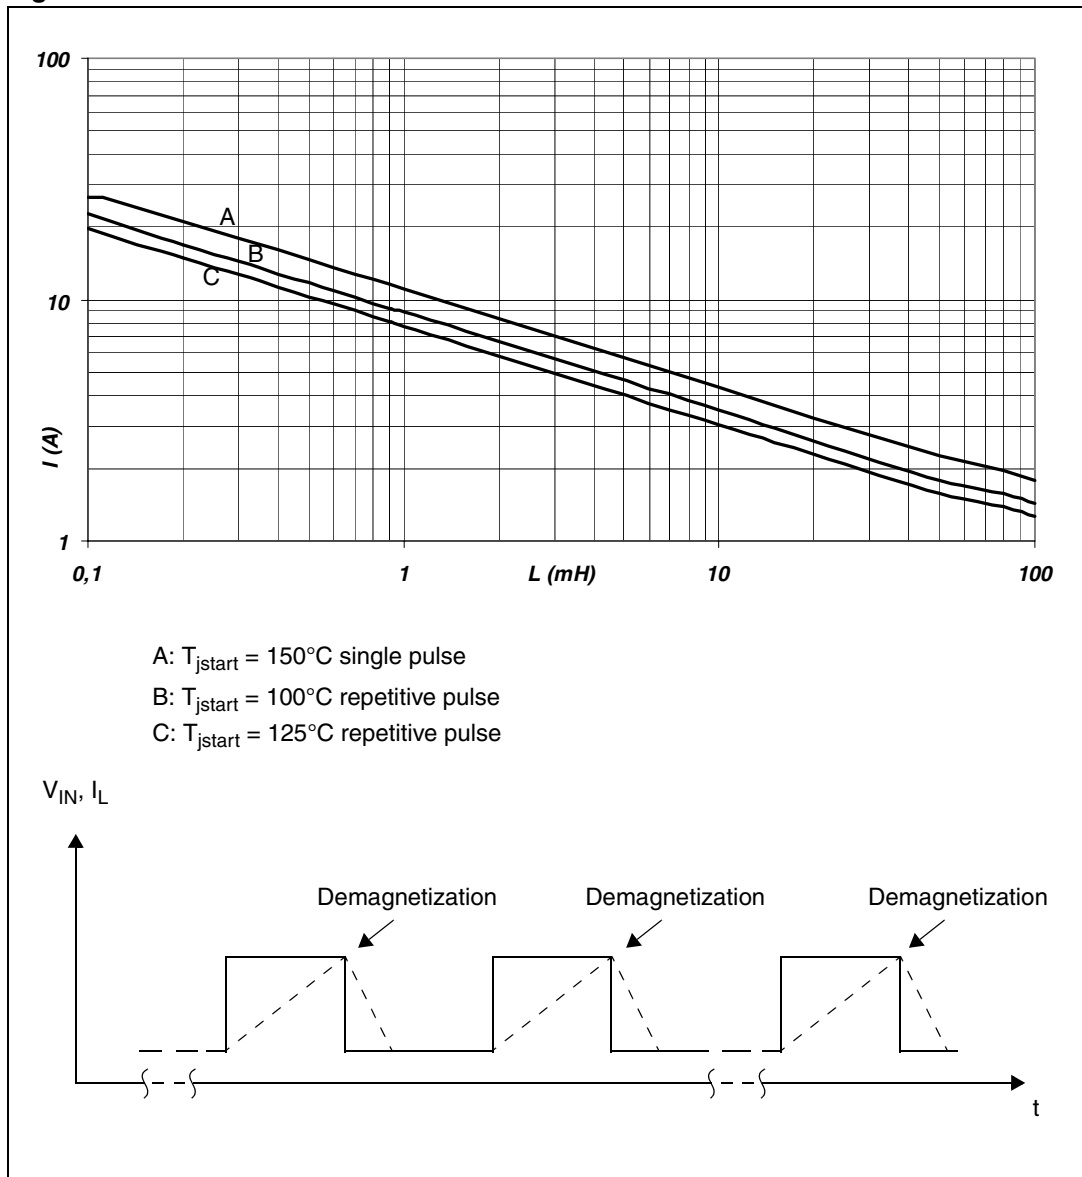 100
A
B
C
10
I (A)
1
0,1
1
L (mH)
10
100
A: Tjstart = 150°C single pulse
B: Tjstart = 100°C repetitive pulse
C: Tjstart = 125°C repetitive pulse
VIN, IL
Demagnetization
Demagnetization
Demagnetization
t